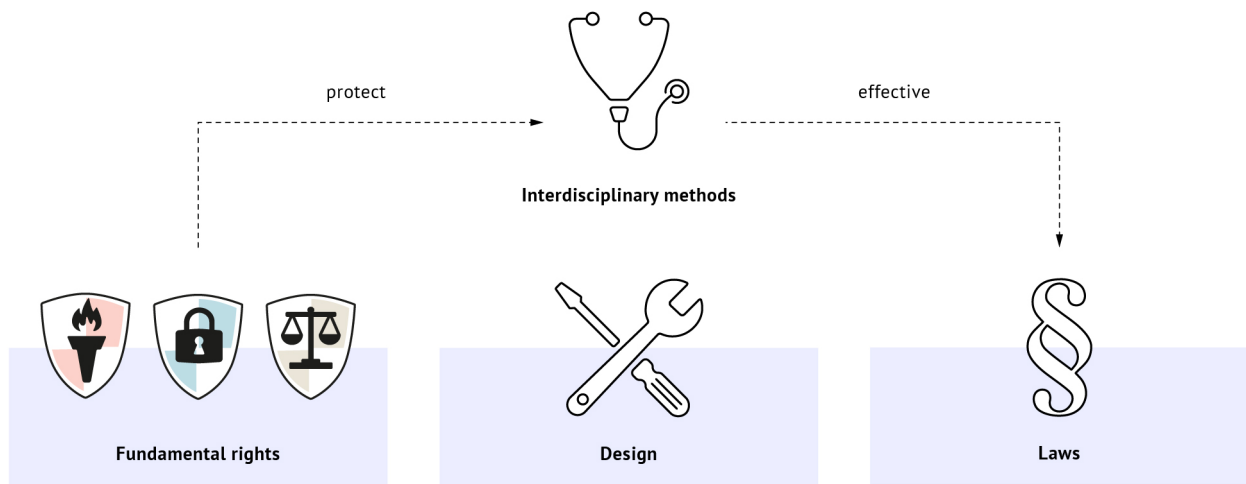 protect
effective
Interdisciplinary methods
Fundamental rights
Design
Laws